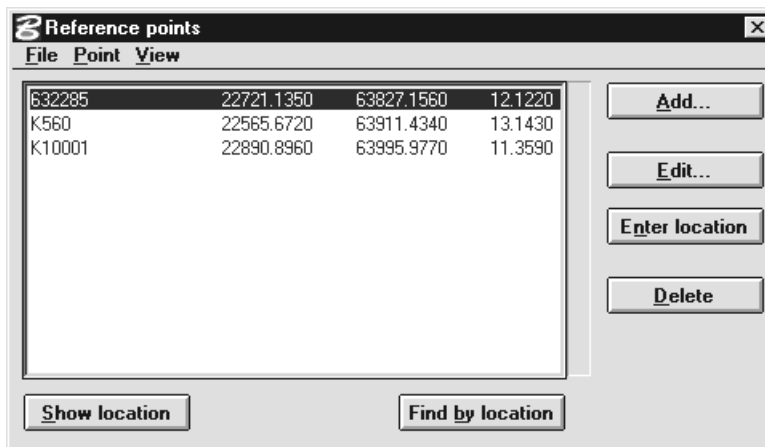 Reference points
File Point View
632285 22721.1350 63827.1560 12.1220
K560 22565.6720 63911.4340 13.1430
K10001 22890.8960 63995.9770 11.3590
Add...
Edit...
Enter location
Delete
Show location
Find by location